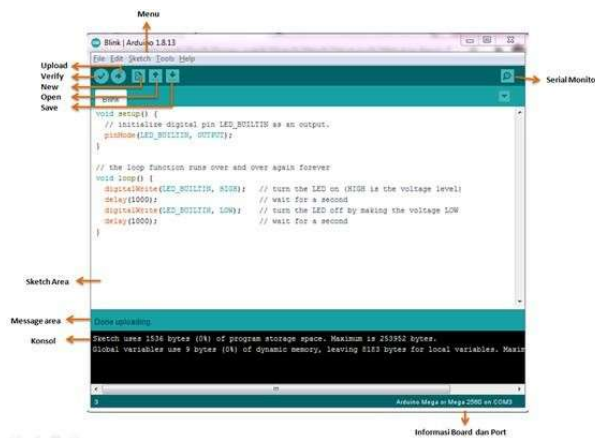 Menu
Blink | Arduino 1.8.13
File Edit Sketch Tools Help
Upload
Verify
New
Open
Save
Serial Monito
Blink
void setup() {
// initialize digital pin LED_BUILTIN as an output.
pinMode(LED_BUILTIN, OUTPUT);
}
// the loop function runs over and over again forever
void loop() {
digitalWrite(LED_BUILTIN, HIGH); // turn the LED on (HIGH is the voltage level)
delay(1000); // wait for a second
digitalWrite(LED_BUILTIN, LOW); // turn the LED off by making the voltage LOW
delay(1000); // wait for a second
}
Sketch Area
Message area
Done uploading
Konsol
Sketch uses 1536 bytes (0%) of program storage space. Maximum is 253952 bytes.
Global variables use 9 bytes (0%) of dynamic memory, leaving 8183 bytes for local variables. Maxim
3
Arduino Mega or Mega 2560 on COM3
Informasi Board dan Port